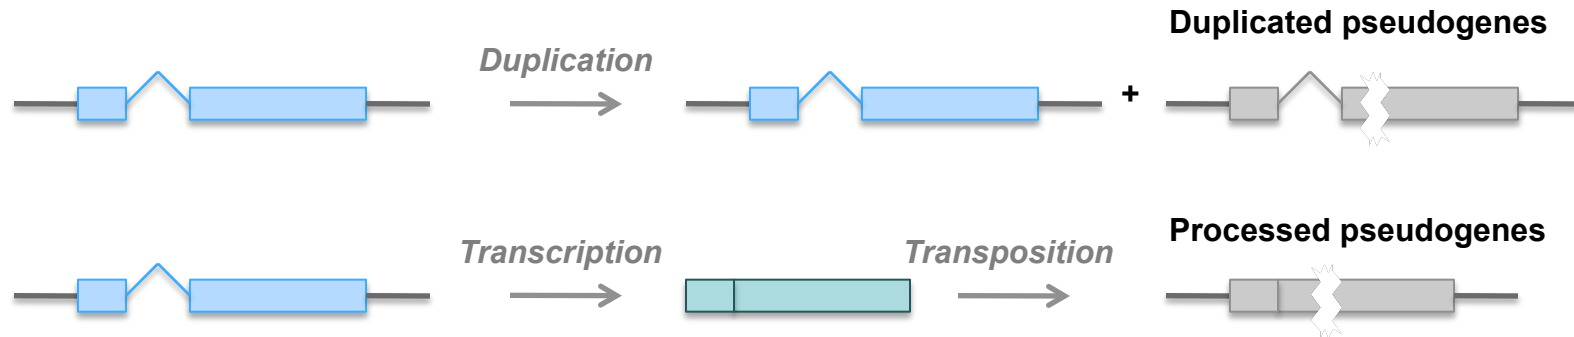 Duplicated pseudogenes
Duplication
+
Processed pseudogenes
Transcription
Transposition